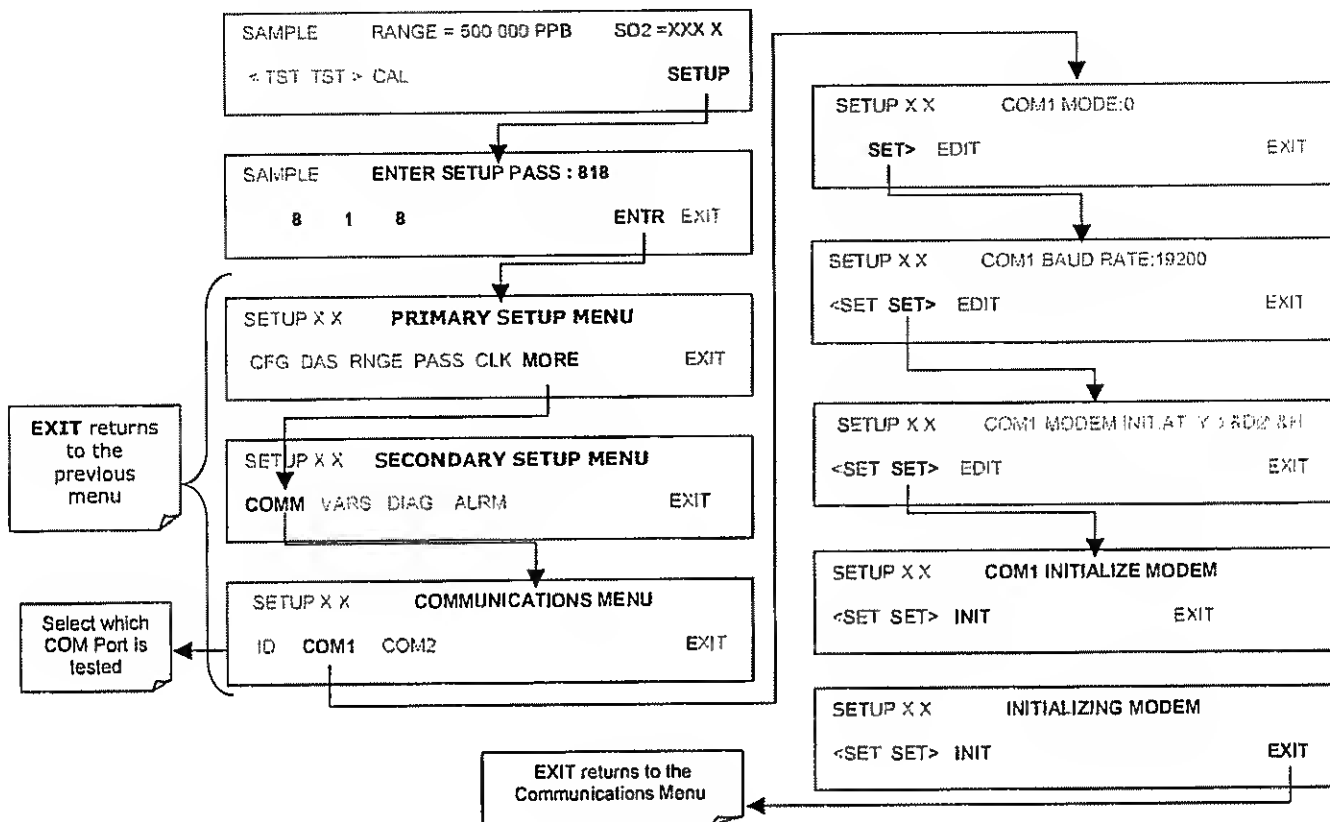 SAMPLE RANGE = 500 000 PPB SO2 =XXX X
< TST TST > CAL SETUP
SAMPLE ENTER SETUP PASS : 818
8 1 8 ENTR EXIT
SETUP X X PRIMARY SETUP MENU
CFG DAS RNGE PASS CLK MORE EXIT
EXIT returns
to the
previous
menu
SETUP X X SECONDARY SETUP MENU
COMM VARS DIAG ALRM EXIT
Select which
COM Port is
tested
SETUP X X COMMUNICATIONS MENU
ID COM1 COM2 EXIT
SETUP X X COM1 MODE:0
SET> EDIT EXIT
SETUP X X COM1 BAUD RATE:19200
<SET SET> EDIT EXIT
SETUP X X COM1 MODEM INIT:AT
<SET SET> EDIT EXIT
SETUP X X COM1 INITIALIZE MODEM
<SET SET> INIT EXIT
SETUP X X INITIALIZING MODEM
<SET SET> INIT EXIT
EXIT returns to the
Communications Menu